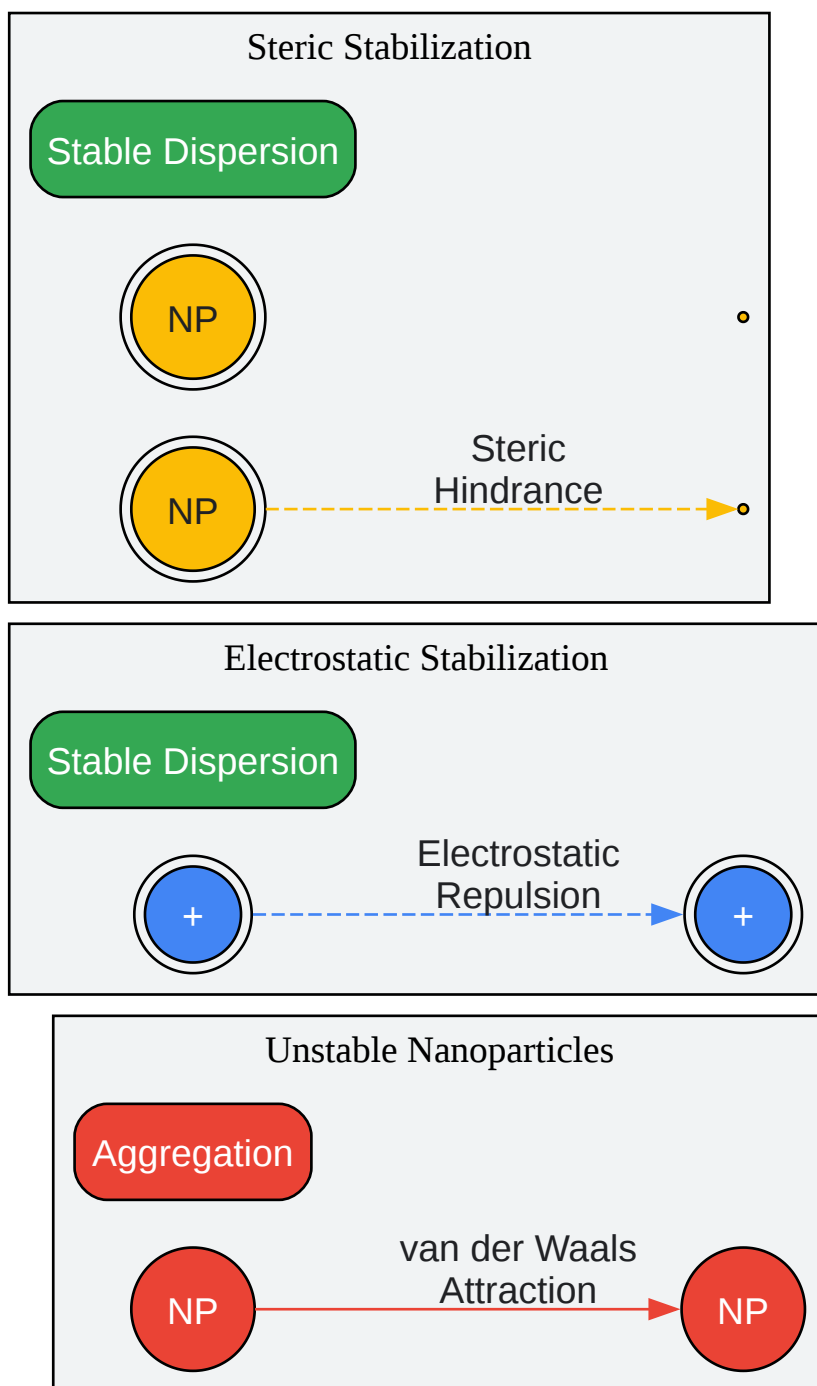 Steric Stabilization
Stable Dispersion
NP
Steric
Hindrance
NP
Electrostatic Stabilization
Stable Dispersion
Electrostatic
Repulsion
+
+
Unstable Nanoparticles
Aggregation
van der Waals
Attraction
NP
NP